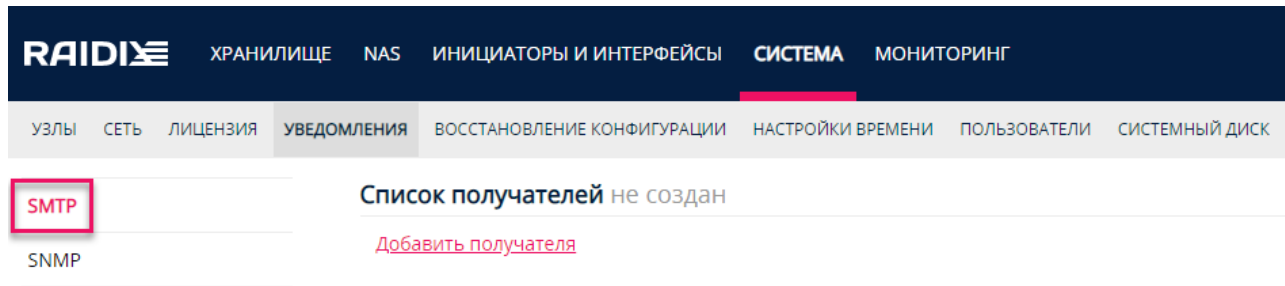 RAIDIX ХРАНИЛИЩЕ NAS ИНИЦИАТОРЫ И ИНТЕРФЕЙСЫ СИСТЕМА МОНИТОРИНГ
УЗЛЫ СЕТЬ ЛИЦЕНЗИЯ УВЕДОМЛЕНИЯ ВОССТАНОВЛЕНИЕ КОНФИГУРАЦИИ НАСТРОЙКИ ВРЕМЕНИ ПОЛЬЗОВАТЕЛИ СИСТЕМНЫЙ ДИСК
SMTP
SNMP
Список получателей не создан
Добавить получателя